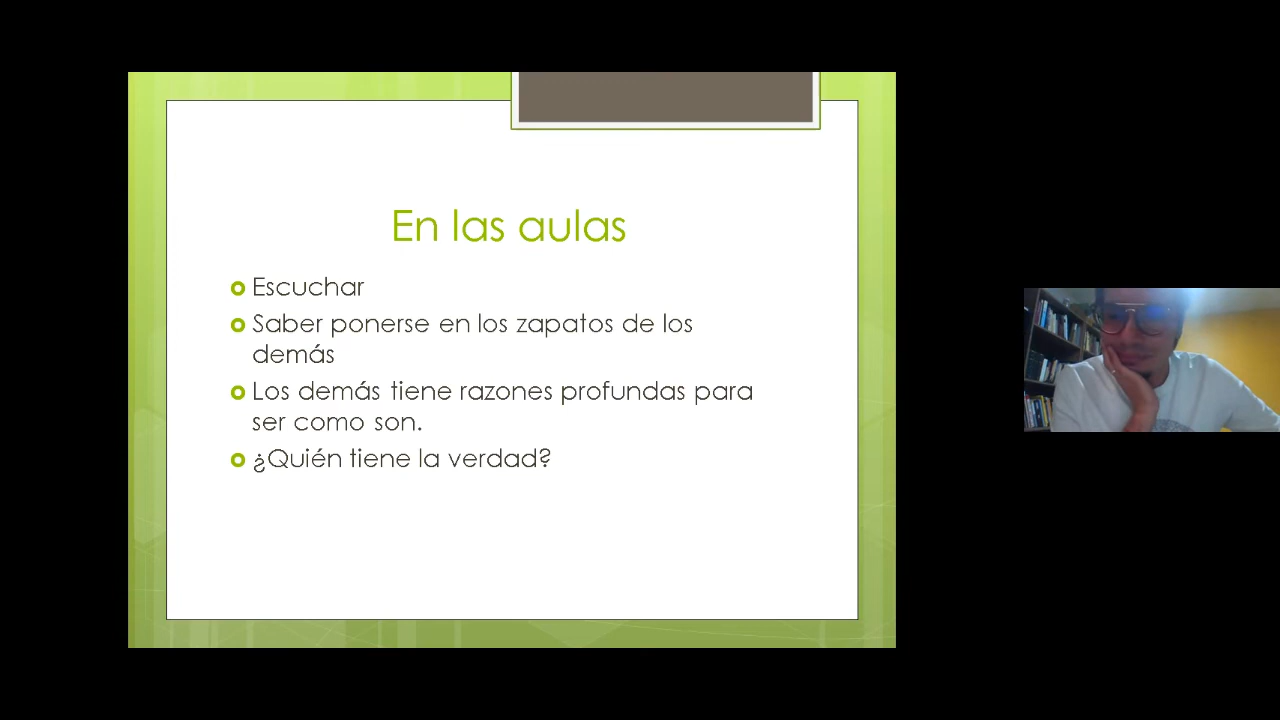 En las aulas
Escuchar
Saber ponerse en los zapatos de los
demás
Los demás tiene razones profundas para
ser como son.
¿Quién tiene la verdad?